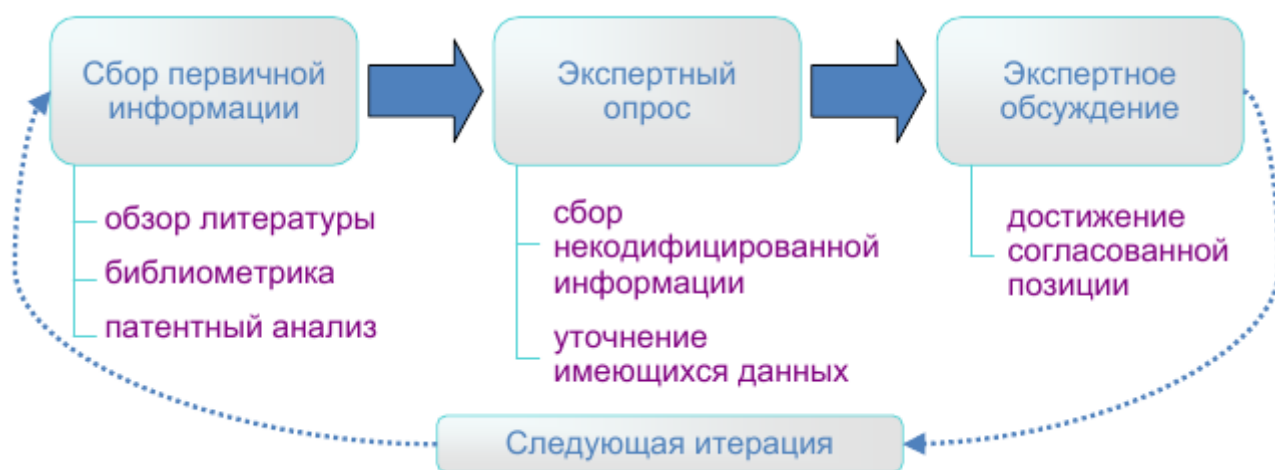 Сбор первичной
информации
Экспертный
опрос
Экспертное
обсуждение
обзор литературы
библиометрика
патентный анализ
сбор
некодифицированной
информации
уточнение
имеющихся данных
достижение
согласованной
позиции
Следующая итерация